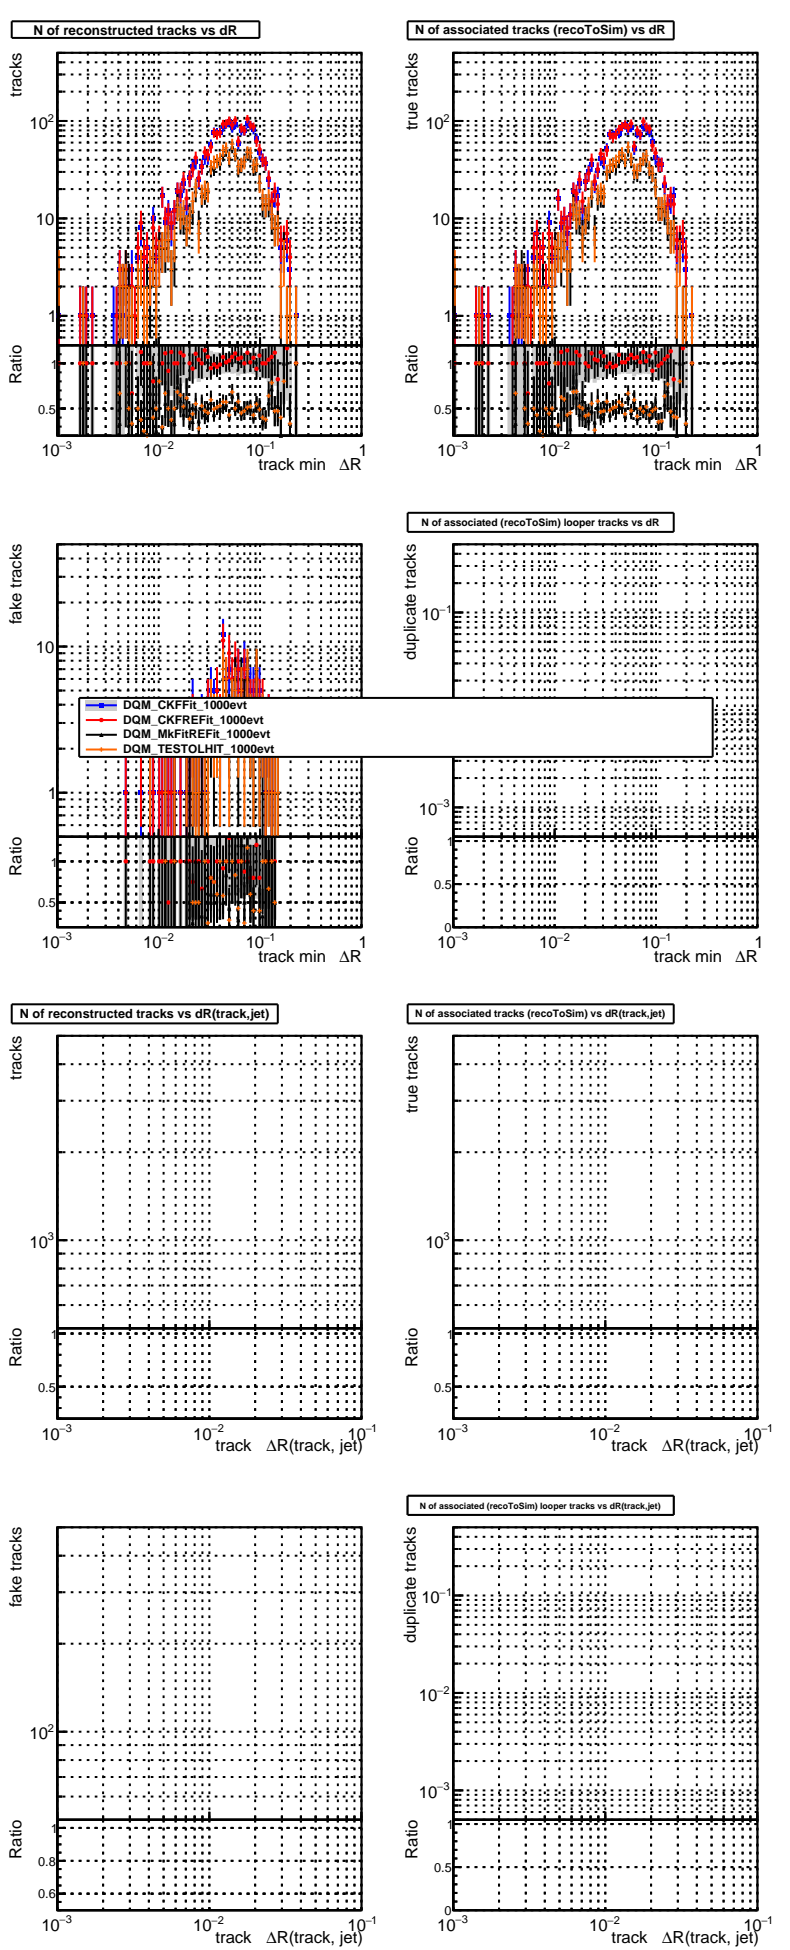 N of reconstructed tracks vs dR
N of associated tracks (recoToSim) vs dR
tracks
10²
10
1
Ratio
1
0.5
10⁻³
10⁻²
10⁻¹
1
track min ΔR
true tracks
10²
10
1
Ratio
1
0.5
10⁻³
10⁻²
10⁻¹
1
track min ΔR
N of associated (recoToSim) looper tracks vs dR
fake tracks
10
1
Ratio
1
0.5
10⁻³
10⁻²
10⁻¹
1
track min ΔR
duplicate tracks
10⁻¹
10⁻³
Ratio
1
0.5
0
10⁻³
10⁻²
10⁻¹
1
track min ΔR
DQM_CKFFit_1000evt
DQM_CKFREFit_1000evt
DQM_MkFitREFit_1000evt
DQM_TESTOLHIT_1000evt
N of reconstructed tracks vs dR(track,jet)
N of associated tracks (recoToSim) vs dR(track,jet)
tracks
10³
Ratio
1
0.5
10⁻³
10⁻²
10⁻¹
track ΔR(track, jet)
true tracks
10³
Ratio
1
0.5
10⁻³
10⁻²
10⁻¹
track ΔR(track, jet)
N of associated (recoToSim) looper tracks vs dR(track,jet)
fake tracks
10²
Ratio
1
0.8
0.6
10⁻³
10⁻²
10⁻¹
track ΔR(track, jet)
duplicate tracks
10⁻¹
10⁻²
10⁻³
Ratio
1
0.5
0
10⁻³
10⁻²
10⁻¹
track ΔR(track, jet)